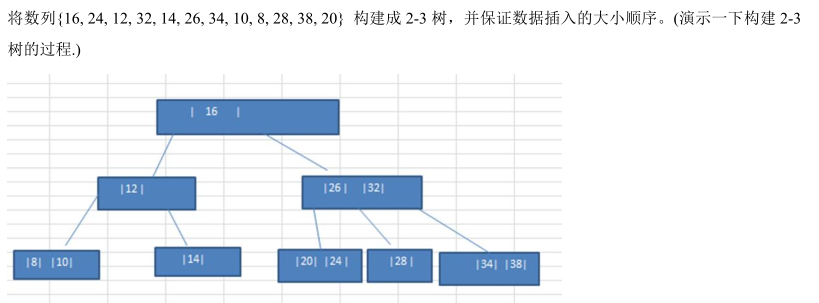 将数列{16, 24, 12, 32, 14, 26, 34, 10, 8, 28, 38, 20} 构建成 2-3 树，并保证数据插入的大小顺序。(演示一下构建 2-3
树的过程.)
| 16 |
|12 |
|26 | |32|
|8| |10|
|14|
|20| |24 |
|28 |
|34| |38|